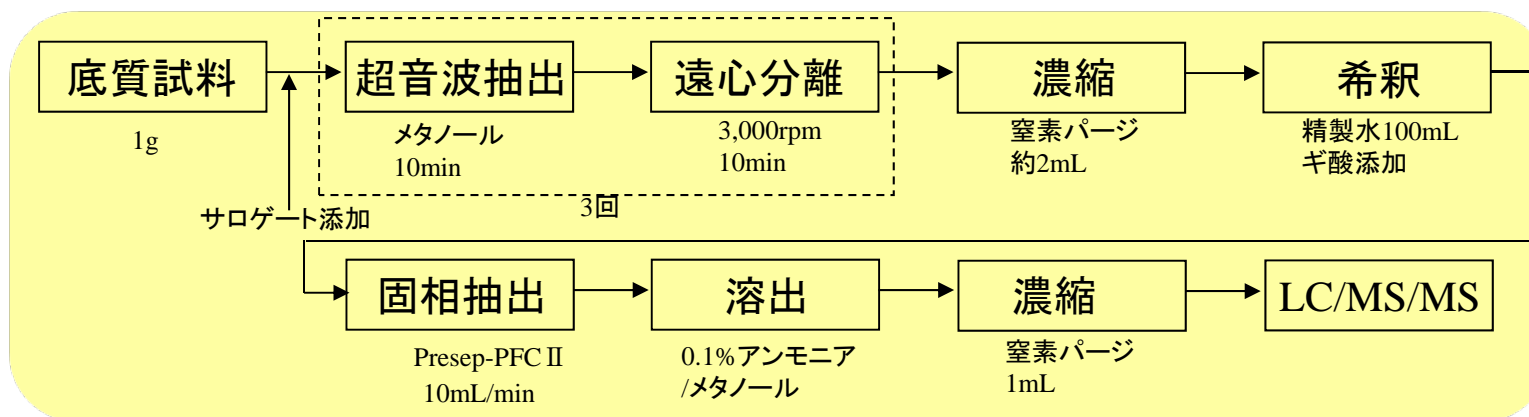 底質試料
1g
サロゲート添加
超音波抽出
メタノール
10min
遠心分離
3,000rpm
10min
3回
濃縮
窒素パージ
約2mL
希釈
精製水100mL
ギ酸添加
固相抽出
Presep-PFCⅡ
10mL/min
溶出
0.1%アンモニア
/メタノール
濃縮
窒素パージ
1mL
LC/MS/MS